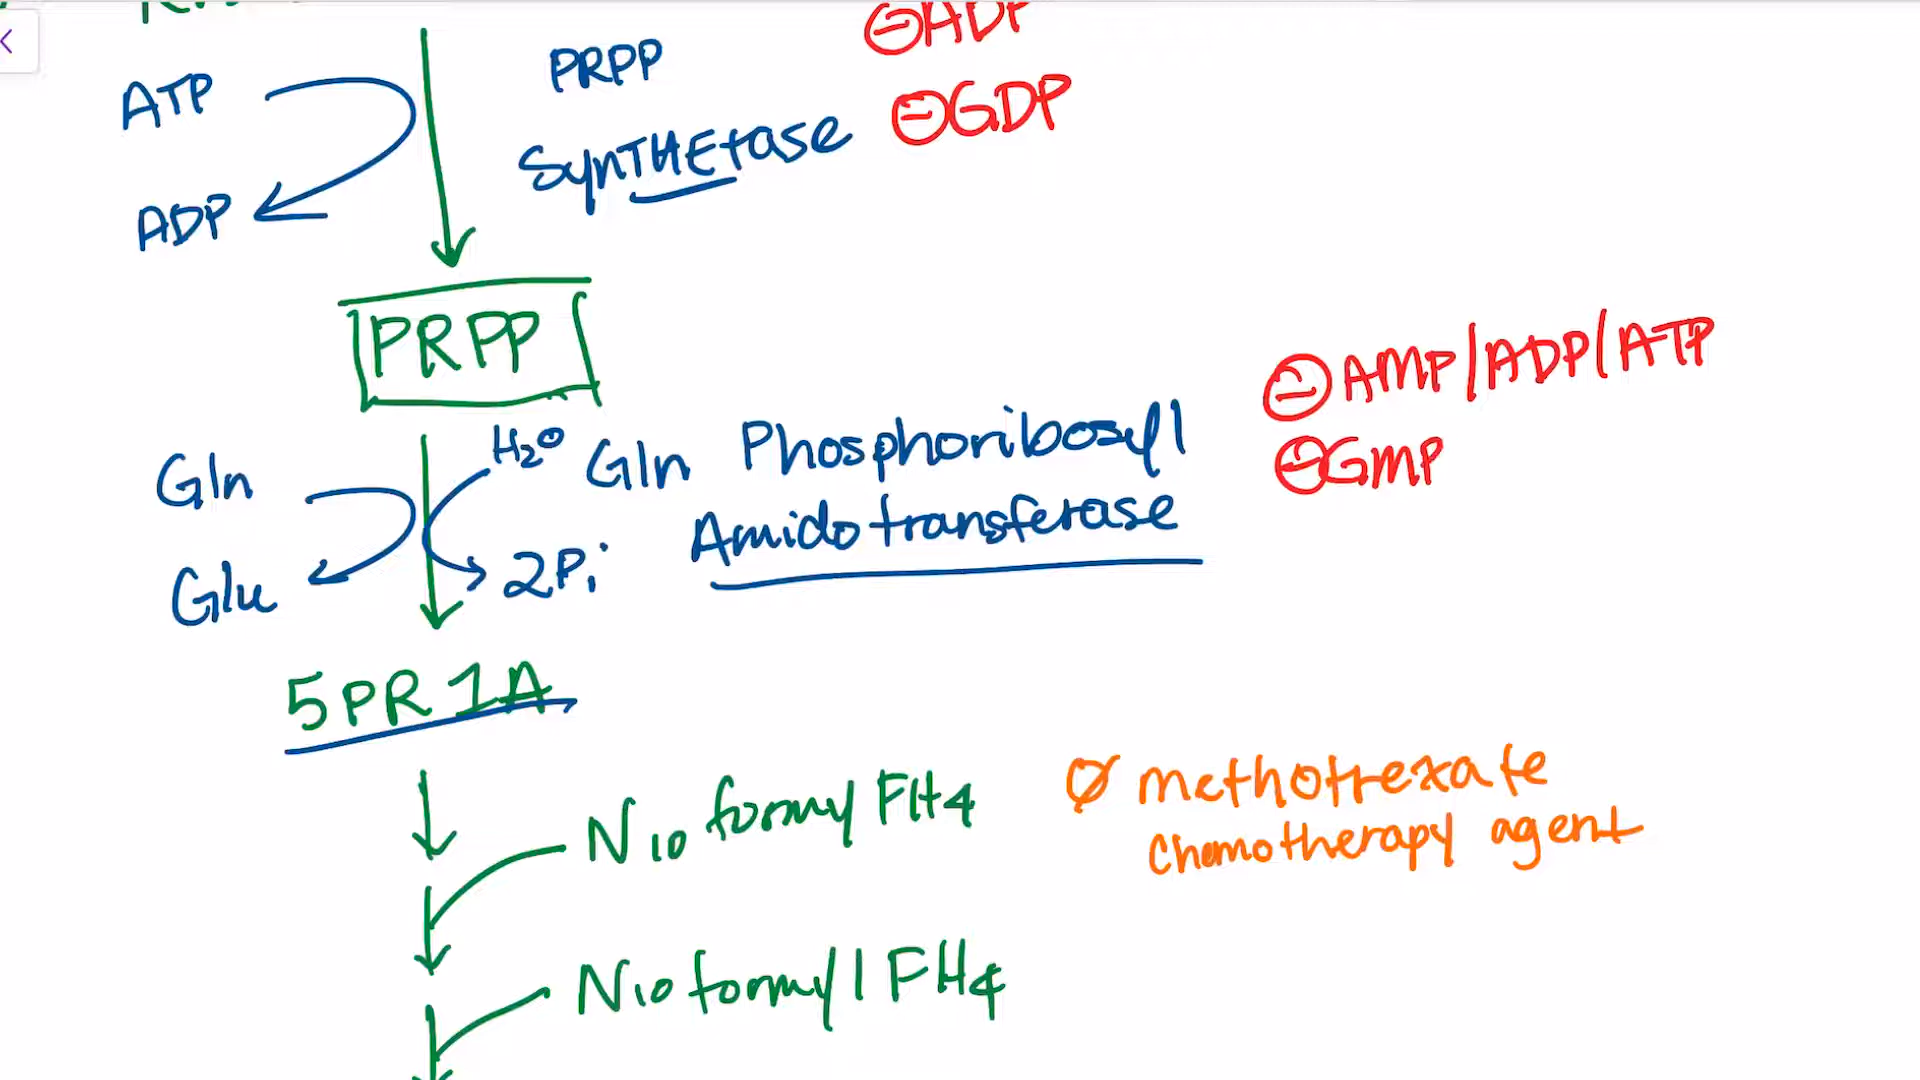 ⊖ADP
ATP
PRPP
⊖GDP
SynTHEtase
ADP
PRPP
⊖AMP/ADP/ATP
H2O
Gln Phosphoribosyl
⊖GMP
Gln
Amidotransferase
2Pi
Glu
5PR1A
N10 formyl FH4
Ø methotrexate
chemotherapy agent
N10 formyl FH4